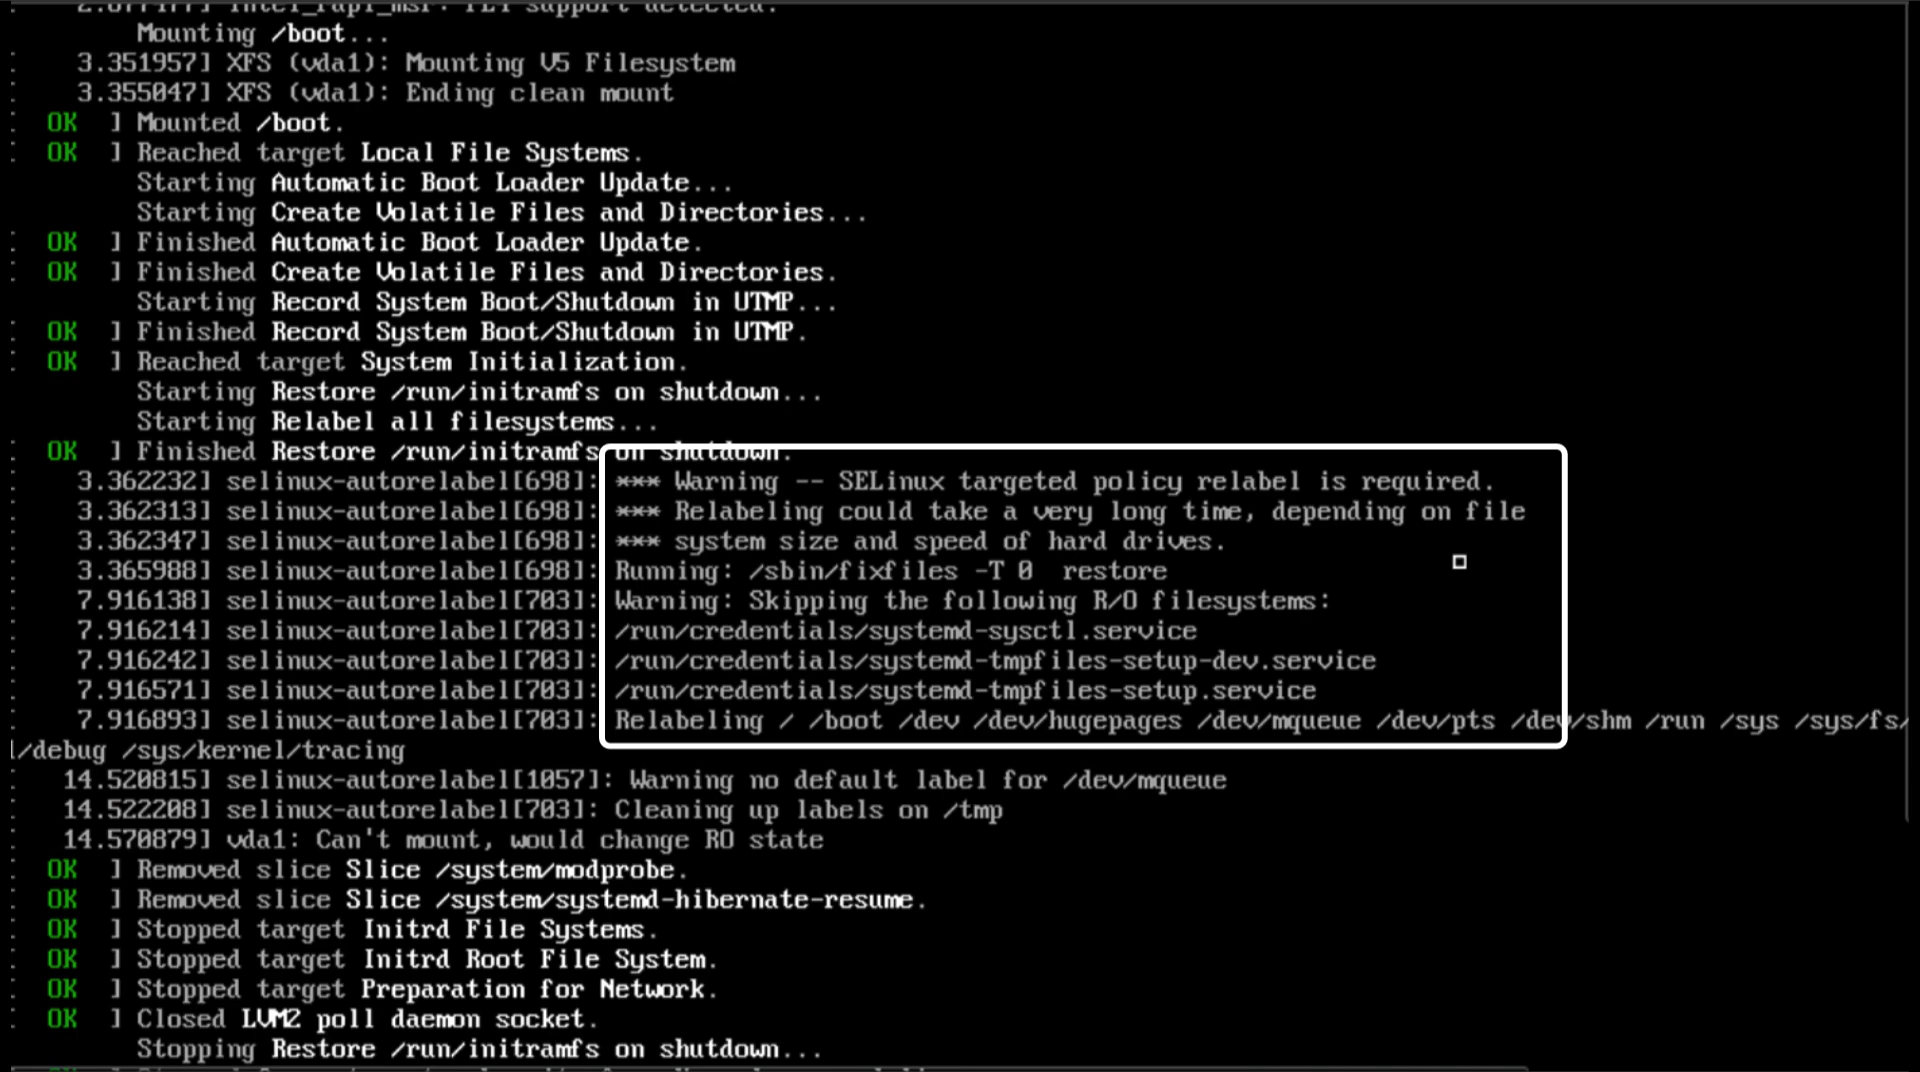 2.877177] intel_rapl_msr: PL4 support detected.
Mounting /boot...
3.351957] XFS (vda1): Mounting V5 Filesystem
3.355047] XFS (vda1): Ending clean mount
OK ] Mounted /boot.
OK ] Reached target Local File Systems.
Starting Automatic Boot Loader Update...
Starting Create Volatile Files and Directories...
OK ] Finished Automatic Boot Loader Update.
OK ] Finished Create Volatile Files and Directories.
Starting Record System Boot/Shutdown in UTMP...
OK ] Finished Record System Boot/Shutdown in UTMP.
OK ] Reached target System Initialization.
Starting Restore /run/initramfs on shutdown...
Starting Relabel all filesystems...
OK ] Finished Restore /run/initramfs on shutdown.
3.362232] selinux-autorelabel[698]: *** Warning -- SELinux targeted policy relabel is required.
3.362313] selinux-autorelabel[698]: *** Relabeling could take a very long time, depending on file
3.362347] selinux-autorelabel[698]: *** system size and speed of hard drives.
3.365988] selinux-autorelabel[698]: Running: /sbin/fixfiles -T 0  restore
7.916138] selinux-autorelabel[703]: Warning: Skipping the following R/O filesystems:
7.916214] selinux-autorelabel[703]: /run/credentials/systemd-sysctl.service
7.916242] selinux-autorelabel[703]: /run/credentials/systemd-tmpfiles-setup-dev.service
7.916571] selinux-autorelabel[703]: /run/credentials/systemd-tmpfiles-setup.service
7.916893] selinux-autorelabel[703]: Relabeling / /boot /dev /dev/hugepages /dev/mqueue /dev/pts /dev/shm /run /sys /sys/fs/
l/debug /sys/kernel/tracing
14.520815] selinux-autorelabel[1057]: Warning no default label for /dev/mqueue
14.522208] selinux-autorelabel[703]: Cleaning up labels on /tmp
14.570879] vda1: Can't mount, would change RO state
OK ] Removed slice Slice /system/modprobe.
OK ] Removed slice Slice /system/systemd-hibernate-resume.
OK ] Stopped target Initrd File Systems.
OK ] Stopped target Initrd Root File System.
OK ] Stopped target Preparation for Network.
OK ] Closed LVM2 poll daemon socket.
Stopping Restore /run/initramfs on shutdown...